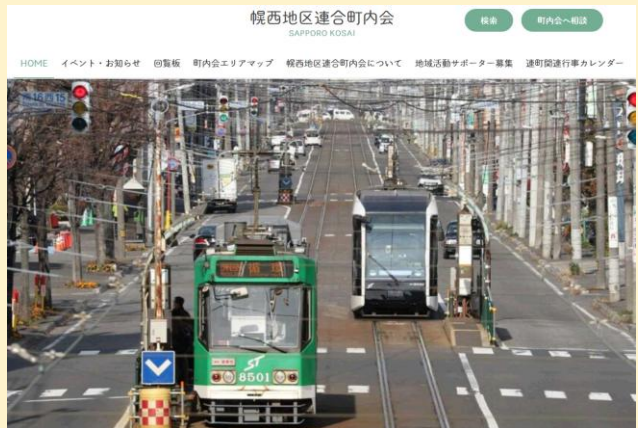 幌西地区連合町内会
SAPPORO KOSAI
検索
町内会へ相談
HOME イベント・お知らせ 回覧板 町内会エリアマップ 幌西地区連合町内会について 地域活動サポーター募集 連町関連行事カレンダー
ST
8501